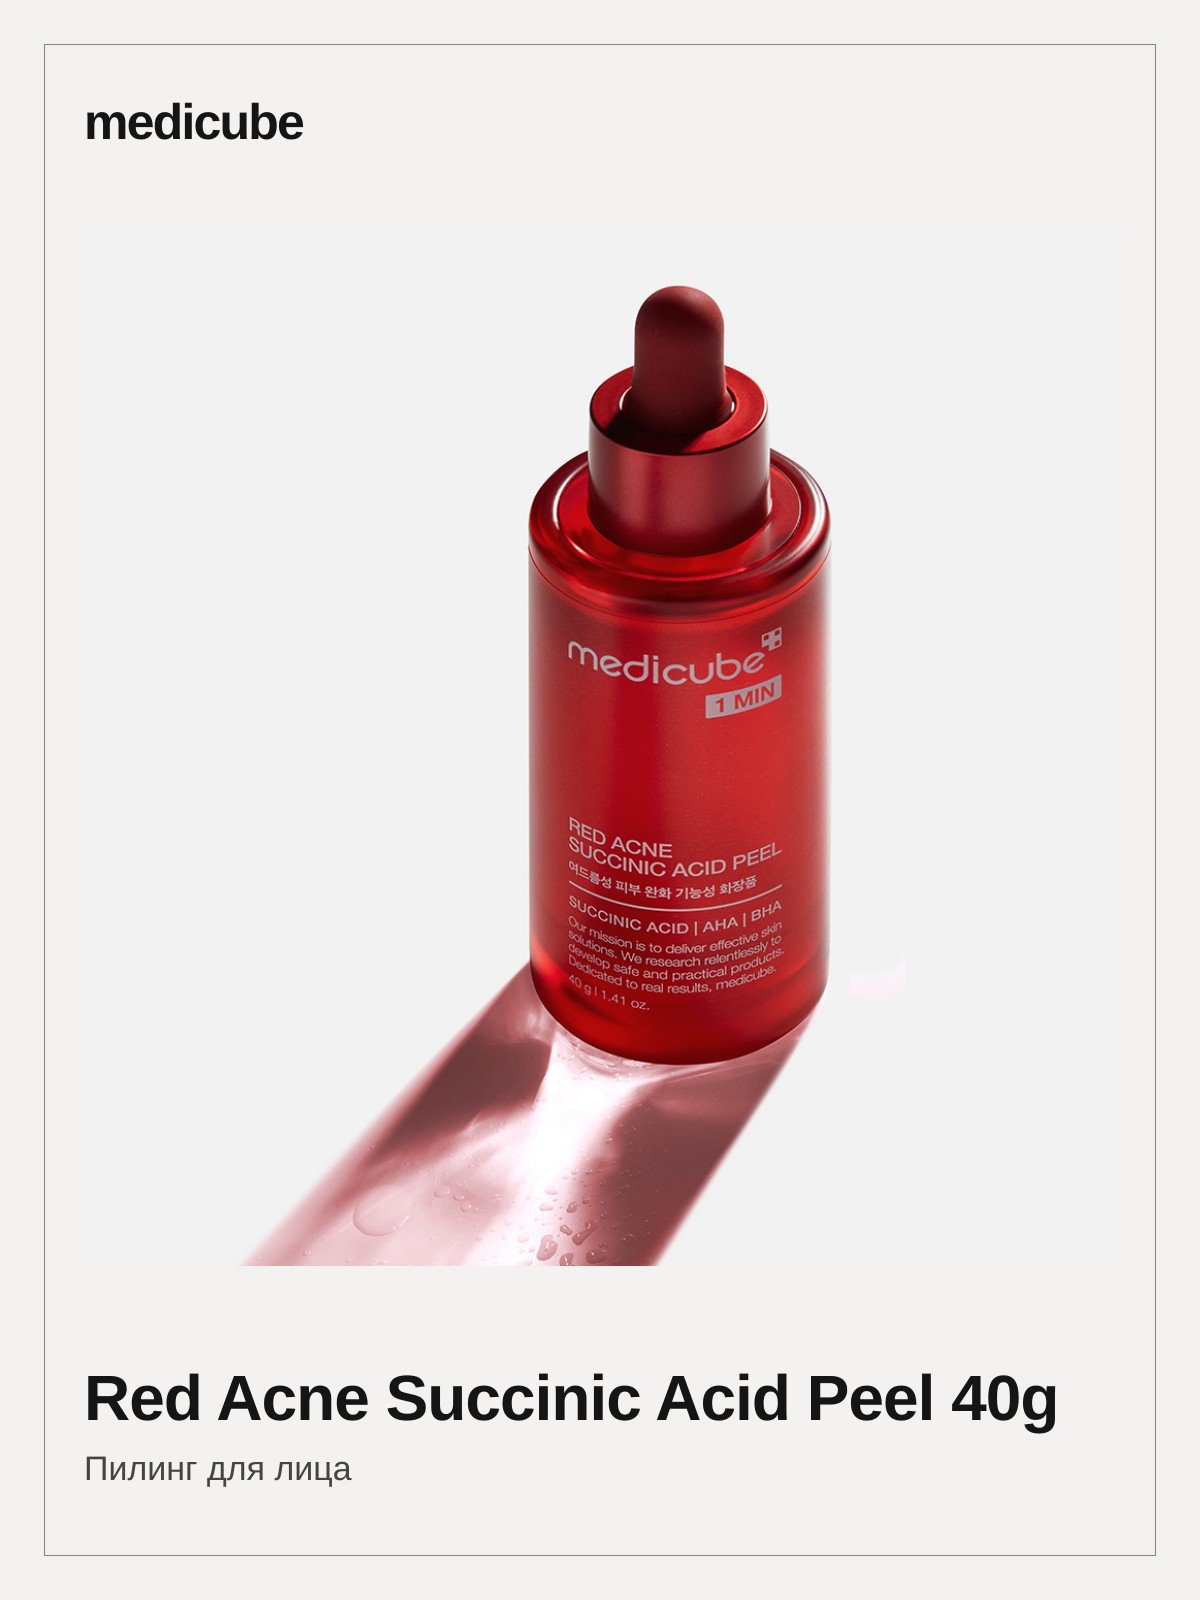 medicube
medicube
1 MIN
RED ACNE
SUCCINIC ACID PEEL
여드름성 피부 완화 기능성 화장품
SUCCINIC ACID | AHA | BHA
Our mission is to deliver effective skin
solutions. We research relentlessly to
develop safe and practical products.
Dedicated to real results, medicube.
40 g | 1.41 oz.
Red Acne Succinic Acid Peel 40g
Пилинг для лица